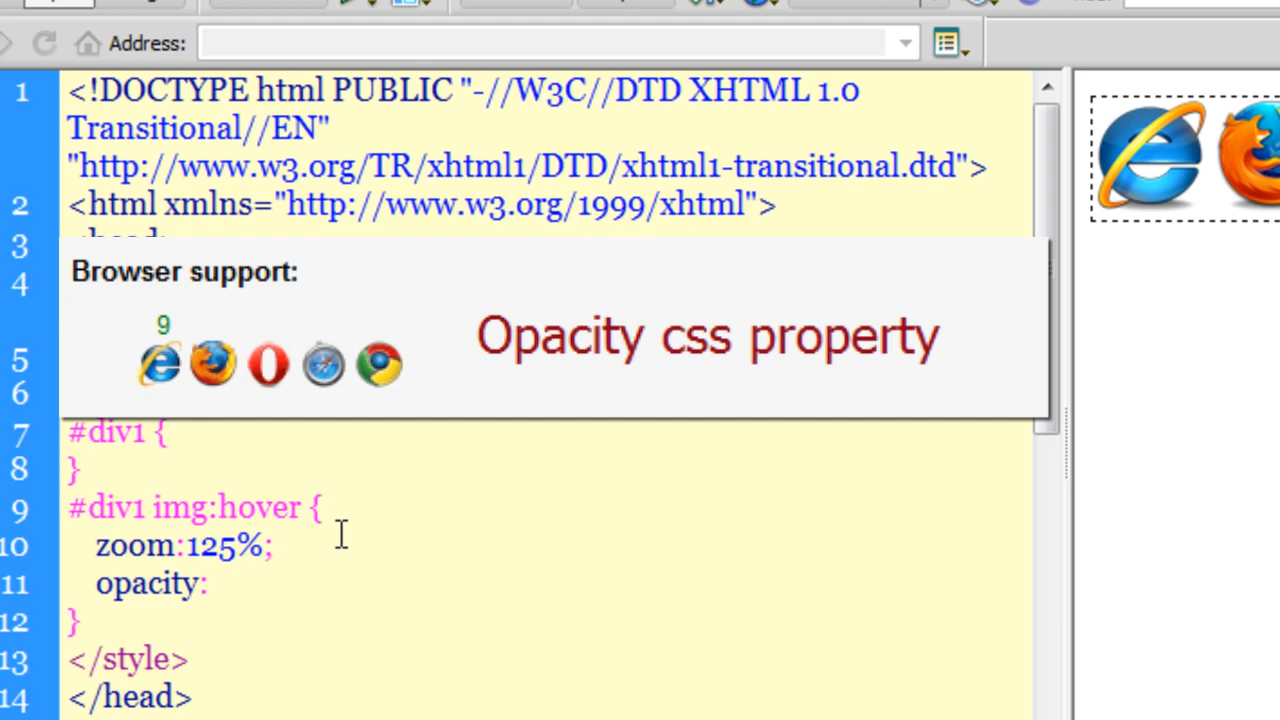 Address:
1 <!DOCTYPE html PUBLIC "-//W3C//DTD XHTML 1.0
Transitional//EN"
"http://www.w3.org/TR/xhtml1/DTD/xhtml1-transitional.dtd">
2 <html xmlns="http://www.w3.org/1999/xhtml">
3
4
Browser support:
9
Opacity css property
5
6
7 #div1 {
8 }
9 #div1 img:hover {
10 zoom:125%;
11 opacity:
12 }
13 </style>
14 </head>